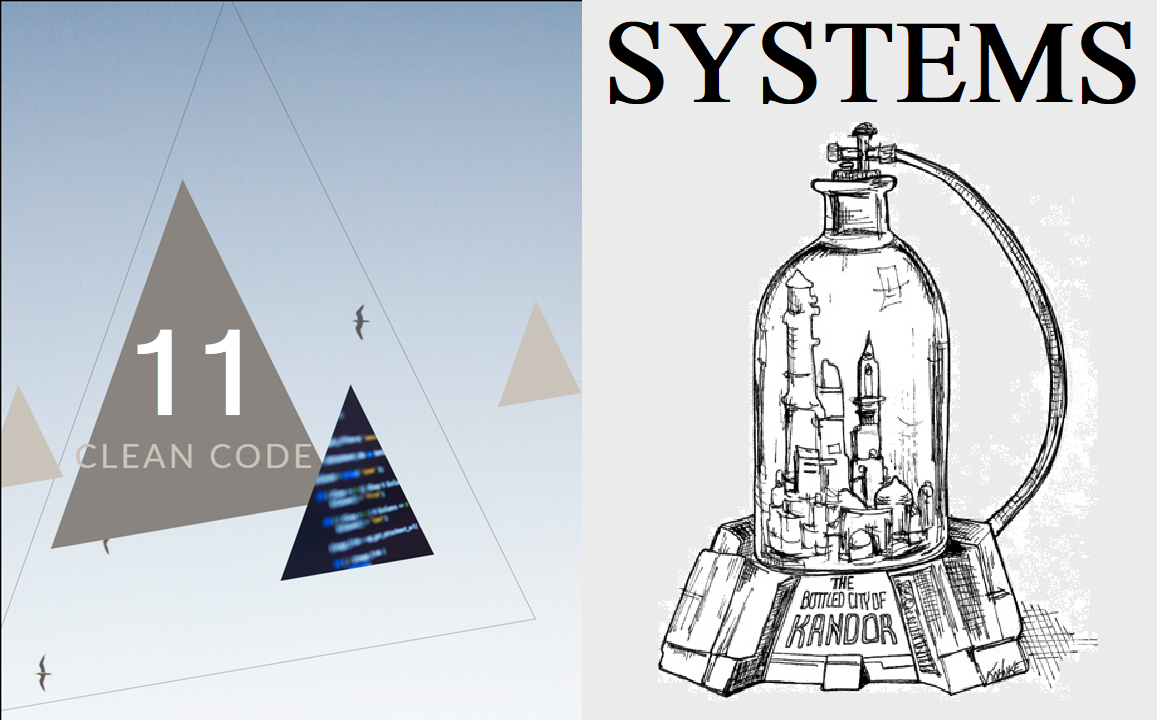 11
CLEAN CODE
SYSTEMS
THE
BOTTLED CITY OF
KANDOR